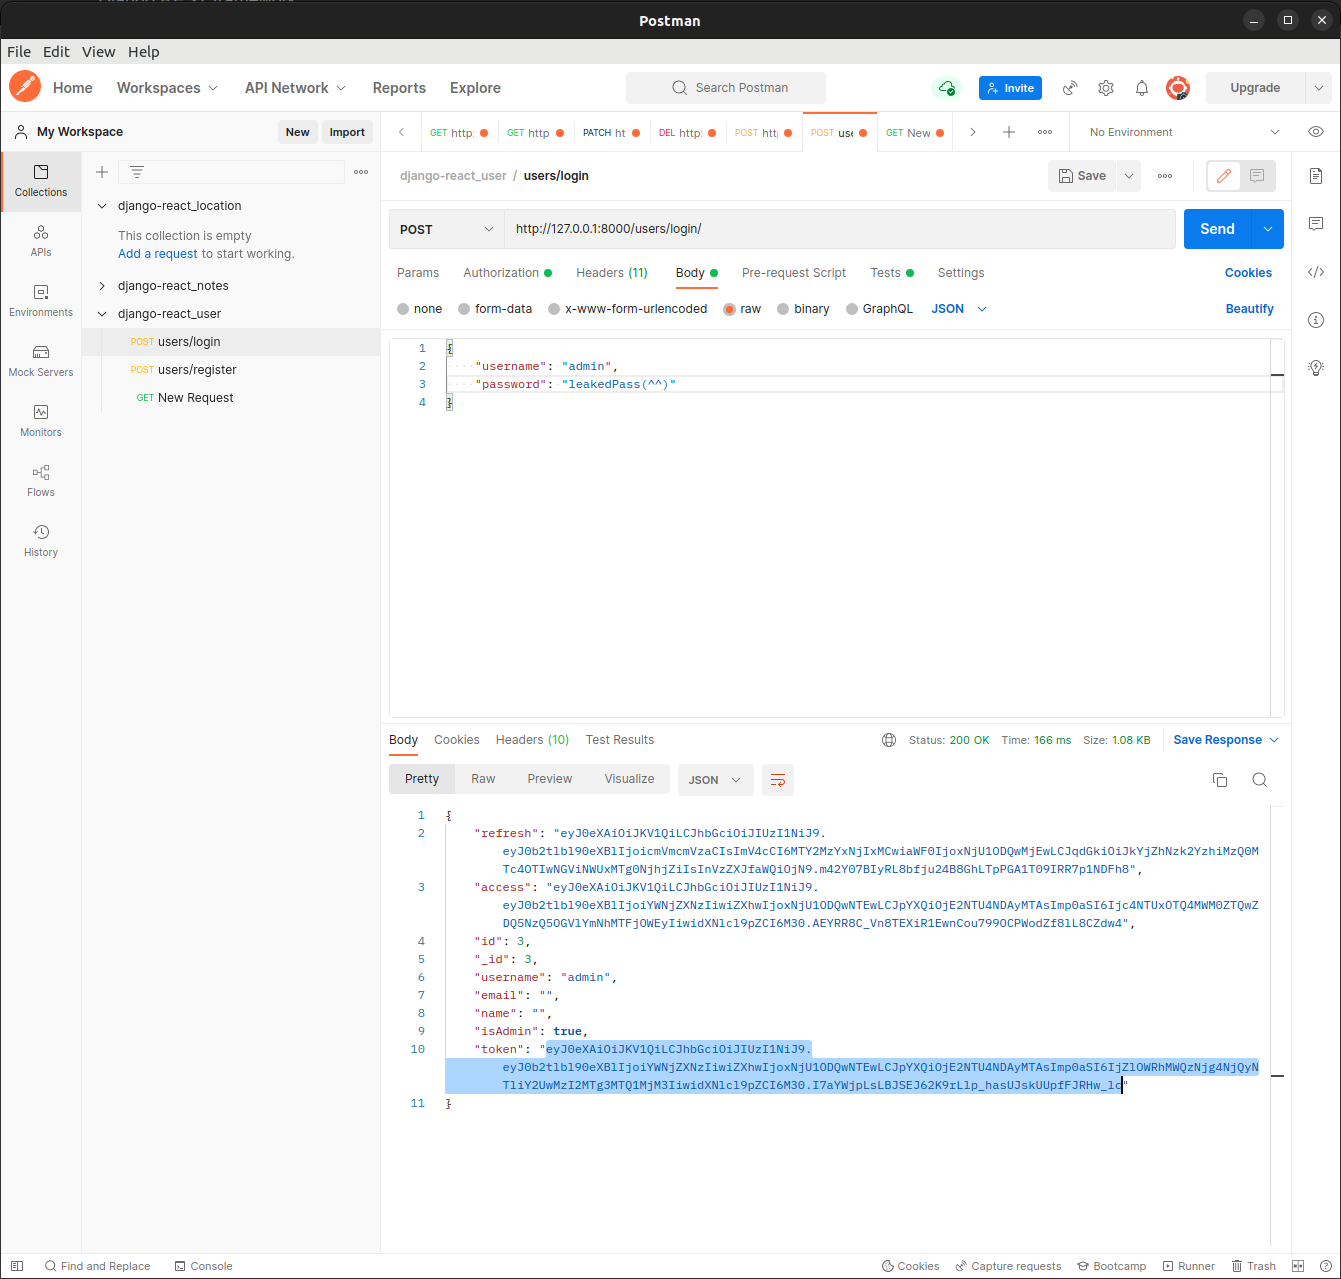 Postman
File Edit View Help
Home Workspaces API Network Reports Explore Search Postman Invite Upgrade
My Workspace New Import
GET http: GET http PATCH ht DEL http: POST htt POST use GET New No Environment
Collections
APIs
Environments
Mock Servers
Monitors
Flows
History
django-react_location
This collection is empty
Add a request to start working.
django-react_notes
django-react_user
POST users/login
POST users/register
GET New Request
django-react_user / users/login Save
POST http://127.0.0.1:8000/users/login/ Send
Params Authorization Headers (11) Body Pre-request Script Tests Settings Cookies
none form-data x-www-form-urlencoded raw binary GraphQL JSON Beautify
1 {
2 "username": "admin",
3 "password": "leakedPass(^^)"
4 }
Body Cookies Headers (10) Test Results Status: 200 OK Time: 166 ms Size: 1.08 KB Save Response
Pretty Raw Preview Visualize JSON
1 {
2 "refresh": "eyJ0eXAiOiJKV1QiLCJhbGciOiJIUzI1NiJ9.
eyJ0b2tlbl90eXBlIjoicmVmcmVzaCIsImV4cCI6MTY2MzYxNjIxMCwiaWF0IjoxNjU1ODQwMjEwLCJqdGkiOiJkYjZhNzk2YzhiMzQ0M
Tc4OTIwNGViNWUxMTg0NjhjZiIsInVzZXJfaWQiOjN9.m42Y07BIyRL8bfju24B8GhLTpPGA1T09IRR7p1NDFh8",
3 "access": "eyJ0eXAiOiJKV1QiLCJhbGciOiJIUzI1NiJ9.
eyJ0b2tlbl90eXBlIjoiYWNjZXNzIiwiZXhwIjoxNjU1ODQwNTEwLCJpYXQiOjE2NTU4NDAyMTAsImp0aSI6Ijc4NTUxOTQ4MWM0ZTQwZ
DQ5NzQ5OGVlYmNhMTFjOWEyIiwidXNlcl9pZCI6M30.AEYRR8C_Vn8TEXiR1EwnCou799OCPWodZf8lL8CZdw4",
4 "id": 3,
5 "_id": 3,
6 "username": "admin",
7 "email": "",
8 "name": "",
9 "isAdmin": true,
10 "token": "eyJ0eXAiOiJKV1QiLCJhbGciOiJIUzI1NiJ9.
eyJ0b2tlbl90eXBlIjoiYWNjZXNzIiwiZXhwIjoxNjU1ODQwNTEwLCJpYXQiOjE2NTU4NDAyMTAsImp0aSI6IjZlOWRhMWQzNjg4NjQyN
TliY2UwMzI2MTg3MTQ1MjM3IiwidXNlcl9pZCI6M30.I7aYWjpLsLBJSEJ62K9rLlp_hasUJskUUpfFJRHw_lc"
11 }
Find and Replace Console Cookies Capture requests Bootcamp Runner Trash